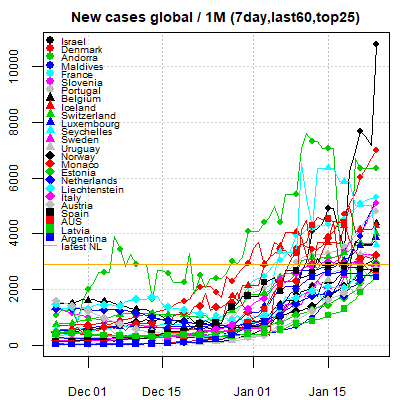 New cases global / 1M (7day,last60,top25)
Israel
Denmark
Andorra
Maldives
France
Slovenia
Portugal
Belgium
Iceland
Switzerland
Luxembourg
Seychelles
Sweden
Uruguay
Norway
Monaco
Estonia
Netherlands
Liechtenstein
Italy
Austria
Spain
AUS
Latvia
Argentina
latest NL
0
2000
4000
6000
8000
10000
Dec 01
Dec 15
Jan 01
Jan 15